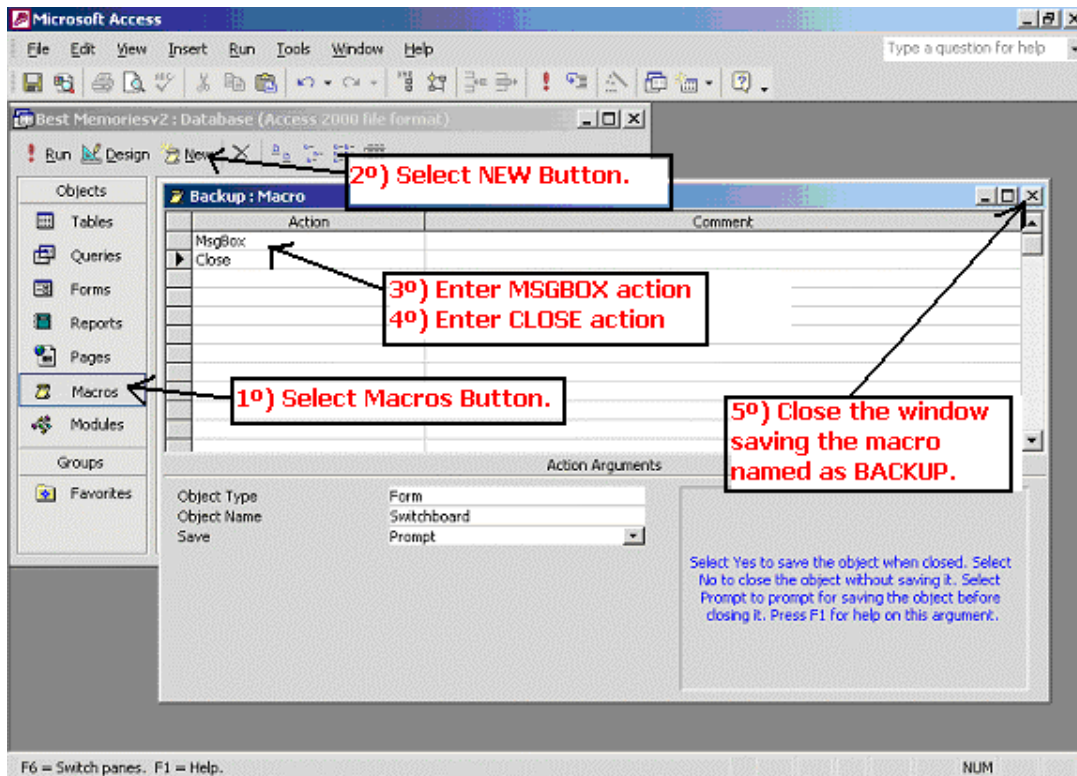 Microsoft Access
File Edit View Insert Run Tools Window Help
Type a question for help
Best Memoriesv2 : Database (Access 2000 file format)
Run Design New
2º) Select NEW Button.
Objects
Tables
Queries
Forms
Reports
Pages
Macros
Modules
Groups
Favorites
Backup : Macro
Action Comment
MsgBox
Close
3º) Enter MSGBOX action
4º) Enter CLOSE action
1º) Select Macros Button.
5º) Close the window
saving the macro
named as BACKUP.
Action Arguments
Object Type Form
Object Name Switchboard
Save Prompt
Select Yes to save the object when closed. Select
No to close the object without saving it. Select
Prompt to prompt for saving the object before
closing it. Press F1 for help on this argument.
F6 = Switch panes. F1 = Help.
NUM